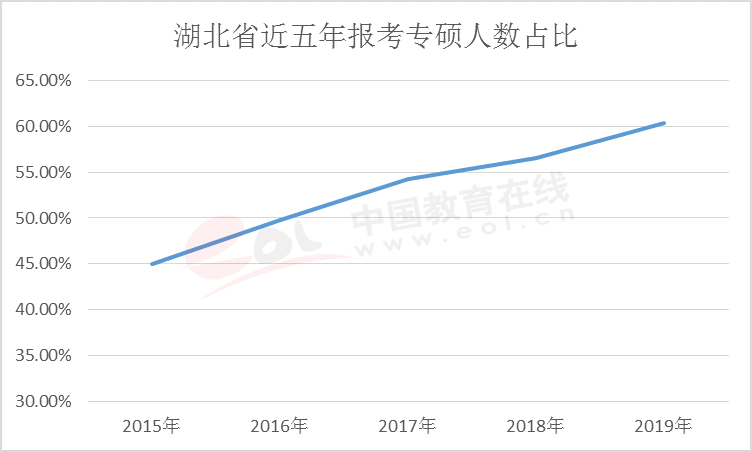 湖北省近五年报考专硕人数占比
65.00%
60.00%
55.00%
50.00%
45.00%
40.00%
35.00%
30.00%
2015年
2016年
2017年
2018年
2019年
eol 中国教育在线
www.eol.cn